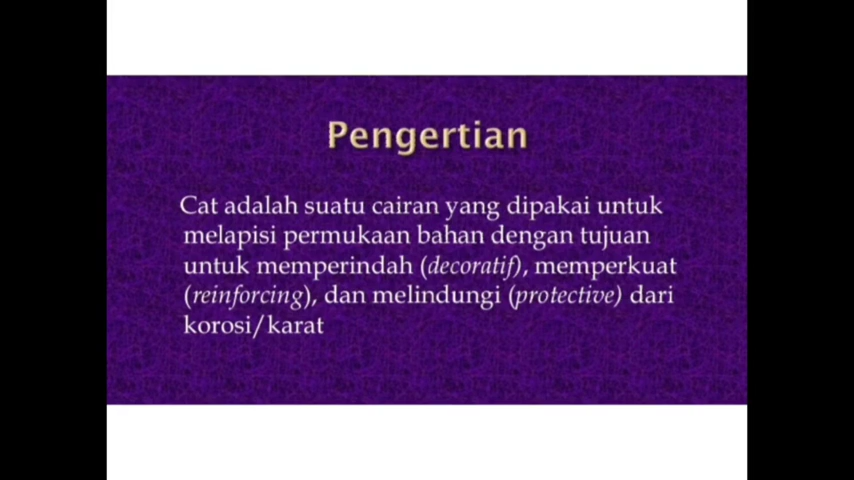 Pengertian
Cat adalah suatu cairan yang dipakai untuk
melapisi permukaan bahan dengan tujuan
untuk memperindah (decoratif), memperkuat
(reinforcing), dan melindungi (protective) dari
korosi/karat